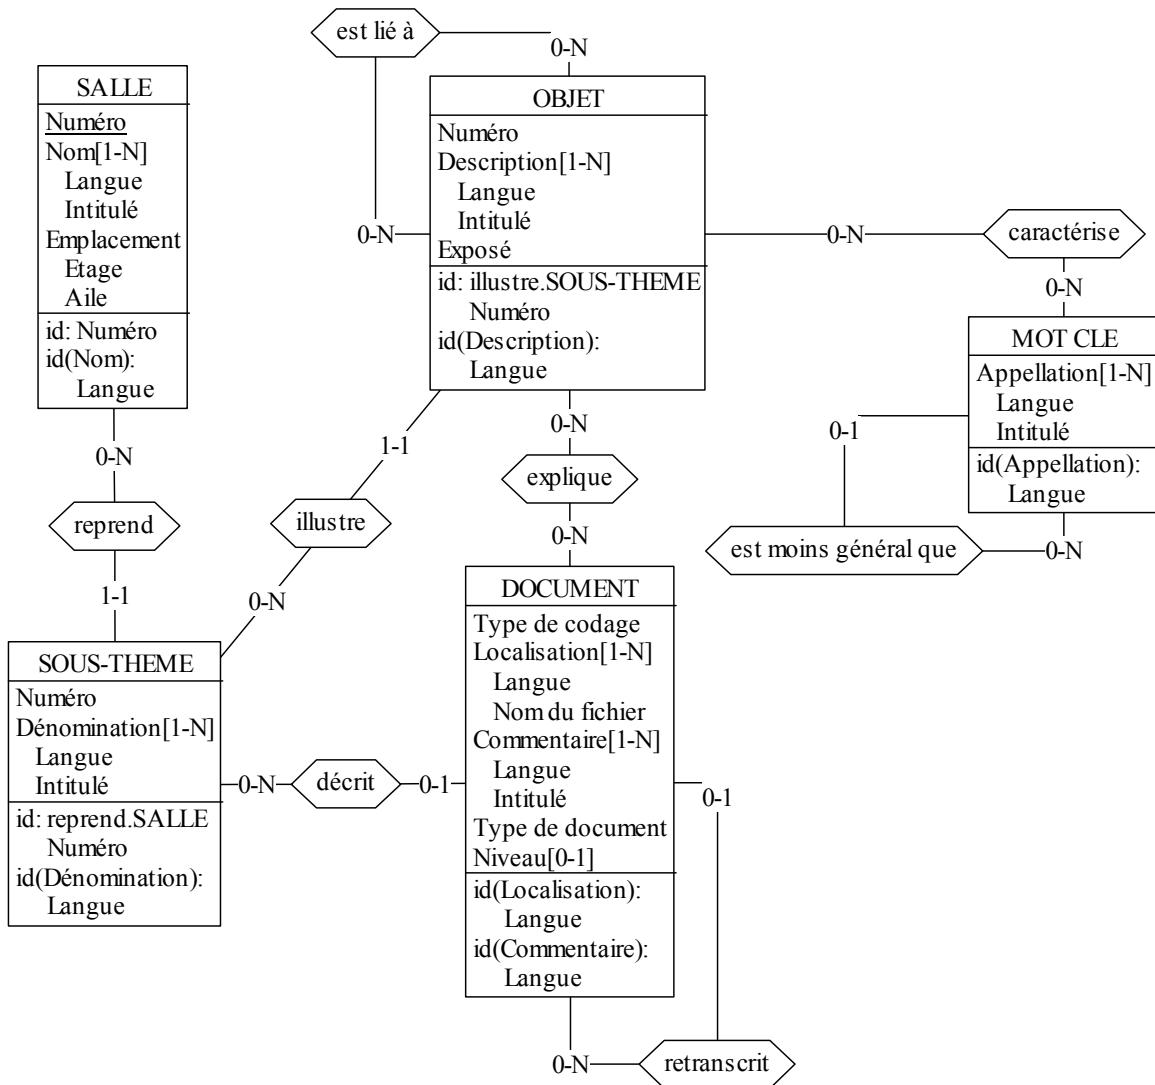 est lié à
0-N
SALLE
Numéro
Nom[1-N]
Langue
Intitulé
Emplacement
Etage
Aile
id: Numéro
id(Nom):
Langue
OBJET
Numéro
Description[1-N]
Langue
Intitulé
Exposé
id: illustre.SOUS-THEME
Numéro
id(Description):
Langue
0-N
0-N
caractérise
0-N
MOT CLE
Appellation[1-N]
Langue
Intitulé
id(Appellation):
Langue
0-1
est moins général que
0-N
0-N
reprend
1-1
1-1
illustre
0-N
0-N
explique
0-N
SOUS-THEME
Numéro
Dénomination[1-N]
Langue
Intitulé
id: reprend.SALLE
Numéro
id(Dénomination):
Langue
0-N
décrit
0-1
DOCUMENT
Type de codage
Localisation[1-N]
Langue
Nom du fichier
Commentaire[1-N]
Langue
Intitulé
Type de document
Niveau[0-1]
id(Localisation):
Langue
id(Commentaire):
Langue
0-1
0-N
retranscrit